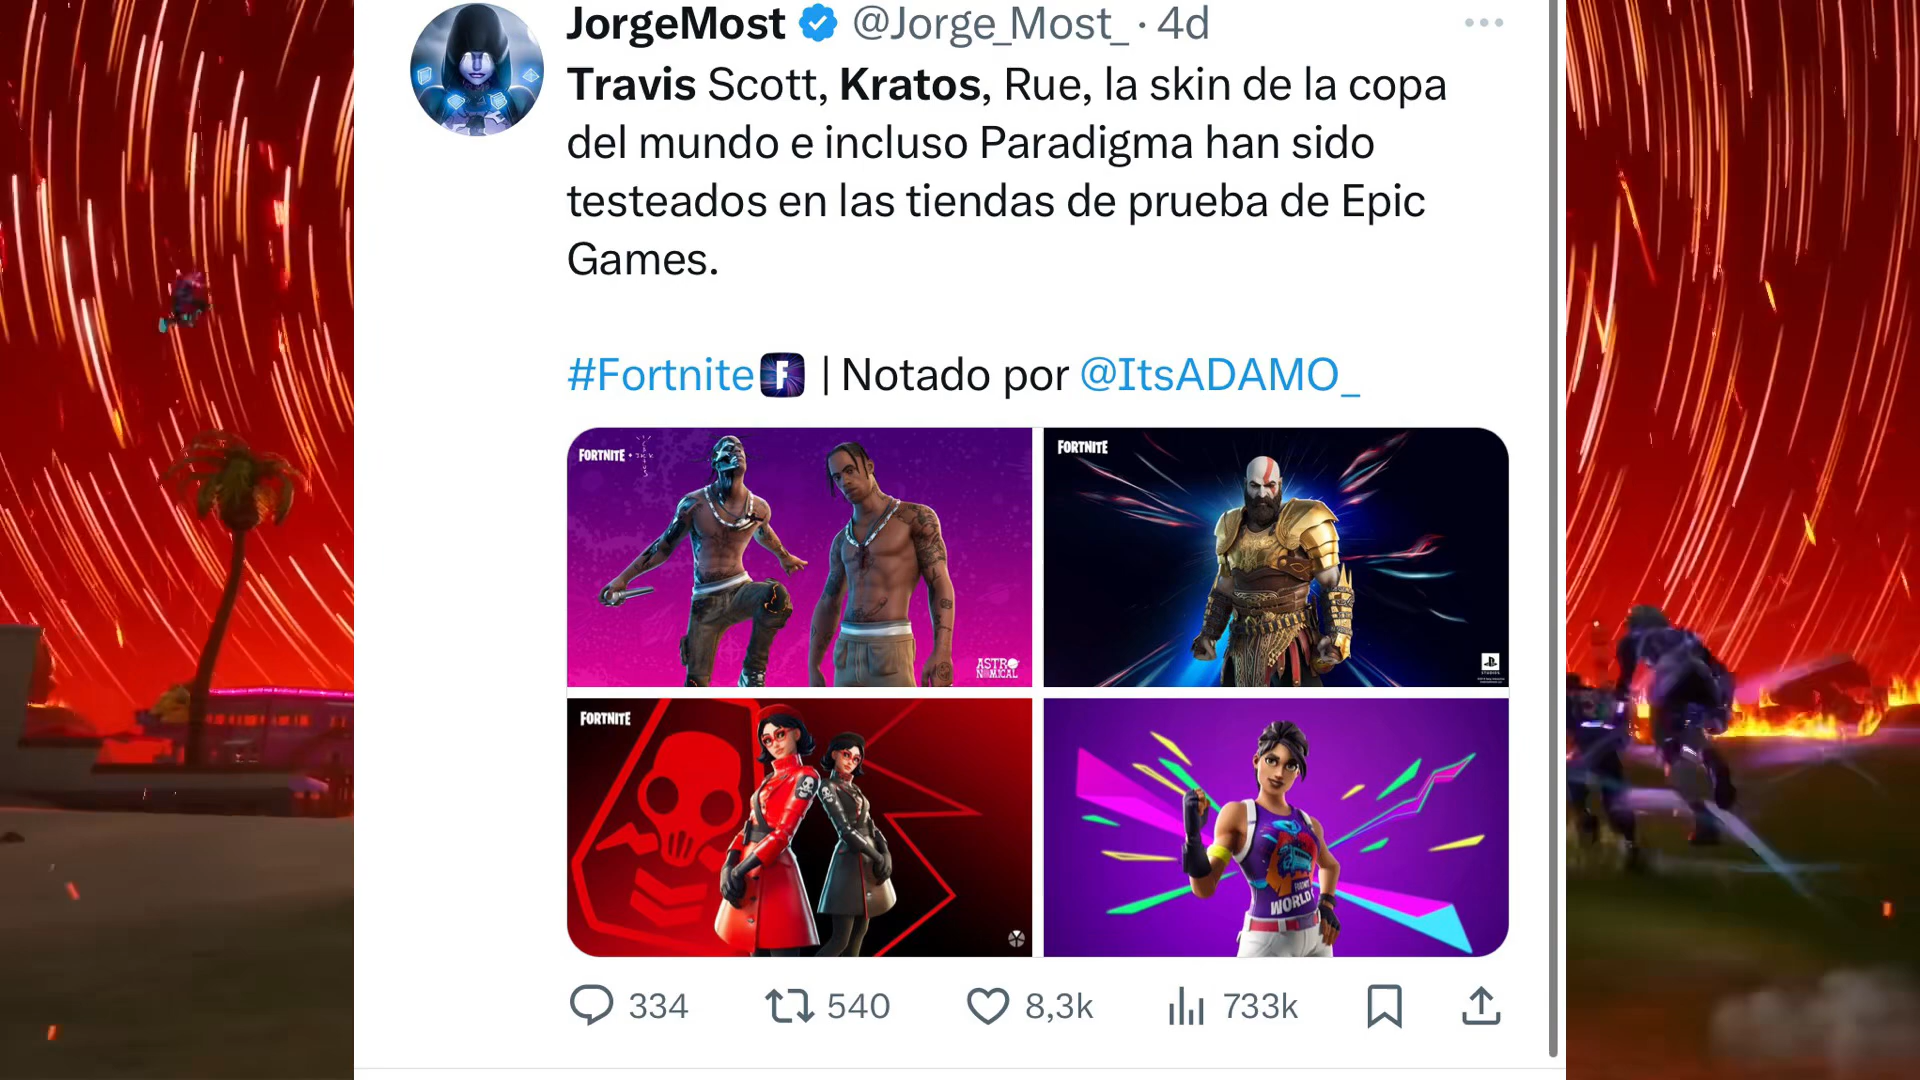 JorgeMost @Jorge_Most_ · 4d
Travis Scott, Kratos, Rue, la skin de la copa
del mundo e incluso Paradigma han sido
testeados en las tiendas de prueba de Epic
Games.
#Fortnite F | Notado por @ItsADAMO_
FORTNITE +
ASTRO
NOMICAL
FORTNITE
FORTNITE
WORLD
334 540 8,3k 733k